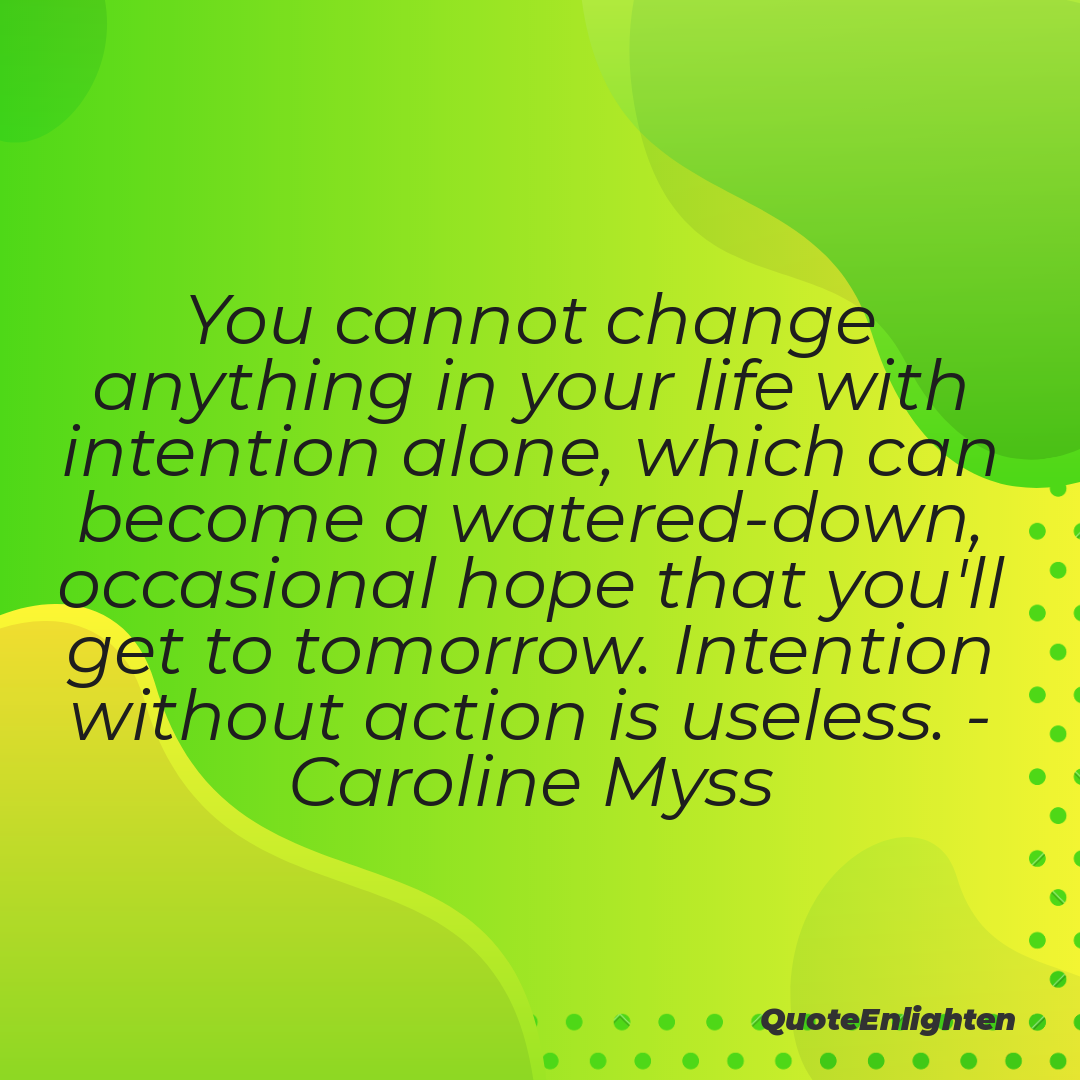 You cannot change
anything in your life with
intention alone, which can
become a watered-down,
occasional hope that you'll
get to tomorrow. Intention
without action is useless. -
Caroline Myss
QuoteEnlighten